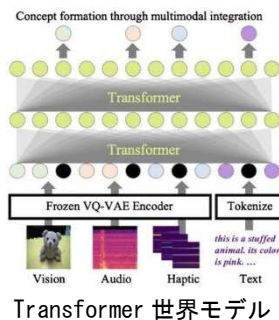 Concept formation through multimodal integration
Transformer
Transformer
Frozen VQ-VAE Encoder
Tokenize
this is a stuffed
animal. its color
is pink. …
Vision
Audio
Haptic
Text
Transformer 世界モデル